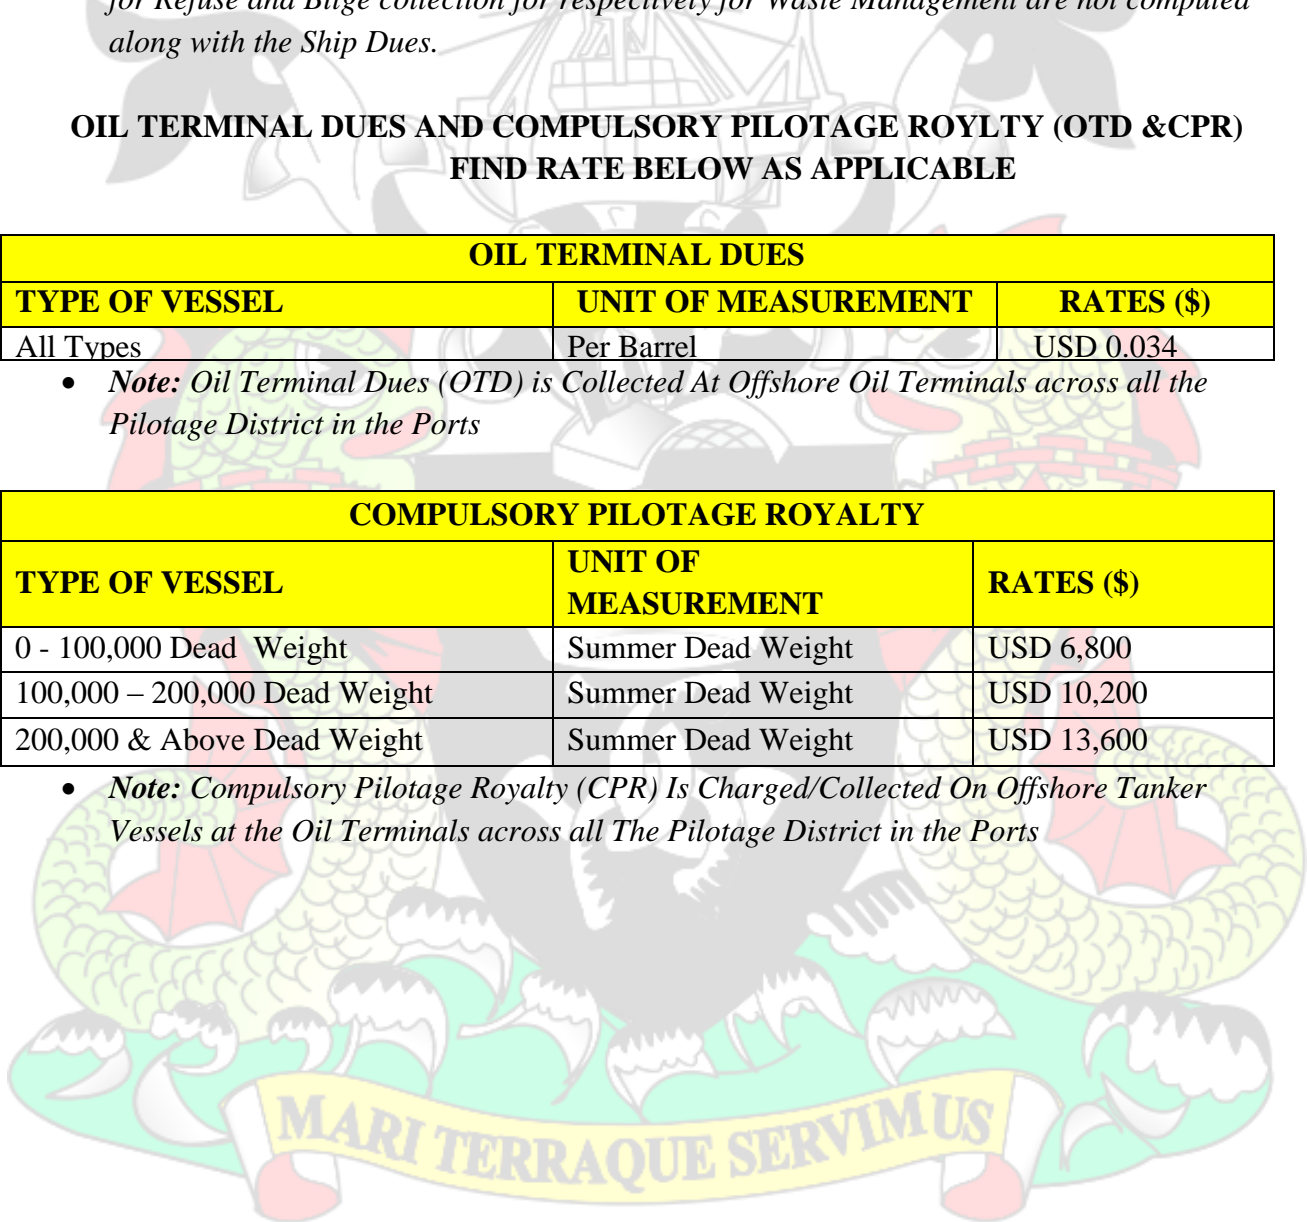 for Refuse and Bilge collection for respectively for Waste Management are not computed
along with the Ship Dues.
OIL TERMINAL DUES AND COMPULSORY PILOTAGE ROYLTY (OTD &CPR)
FIND RATE BELOW AS APPLICABLE
OIL TERMINAL DUES
TYPE OF VESSEL UNIT OF MEASUREMENT RATES ($)
All Types Per Barrel USD 0.034
• Note: Oil Terminal Dues (OTD) is Collected At Offshore Oil Terminals across all the
Pilotage District in the Ports
COMPULSORY PILOTAGE ROYALTY
TYPE OF VESSEL UNIT OF
MEASUREMENT RATES ($)
0 - 100,000 Dead Weight Summer Dead Weight USD 6,800
100,000 – 200,000 Dead Weight Summer Dead Weight USD 10,200
200,000 & Above Dead Weight Summer Dead Weight USD 13,600
• Note: Compulsory Pilotage Royalty (CPR) Is Charged/Collected On Offshore Tanker
Vessels at the Oil Terminals across all The Pilotage District in the Ports
MARI TERRAQUE SERVIMUS